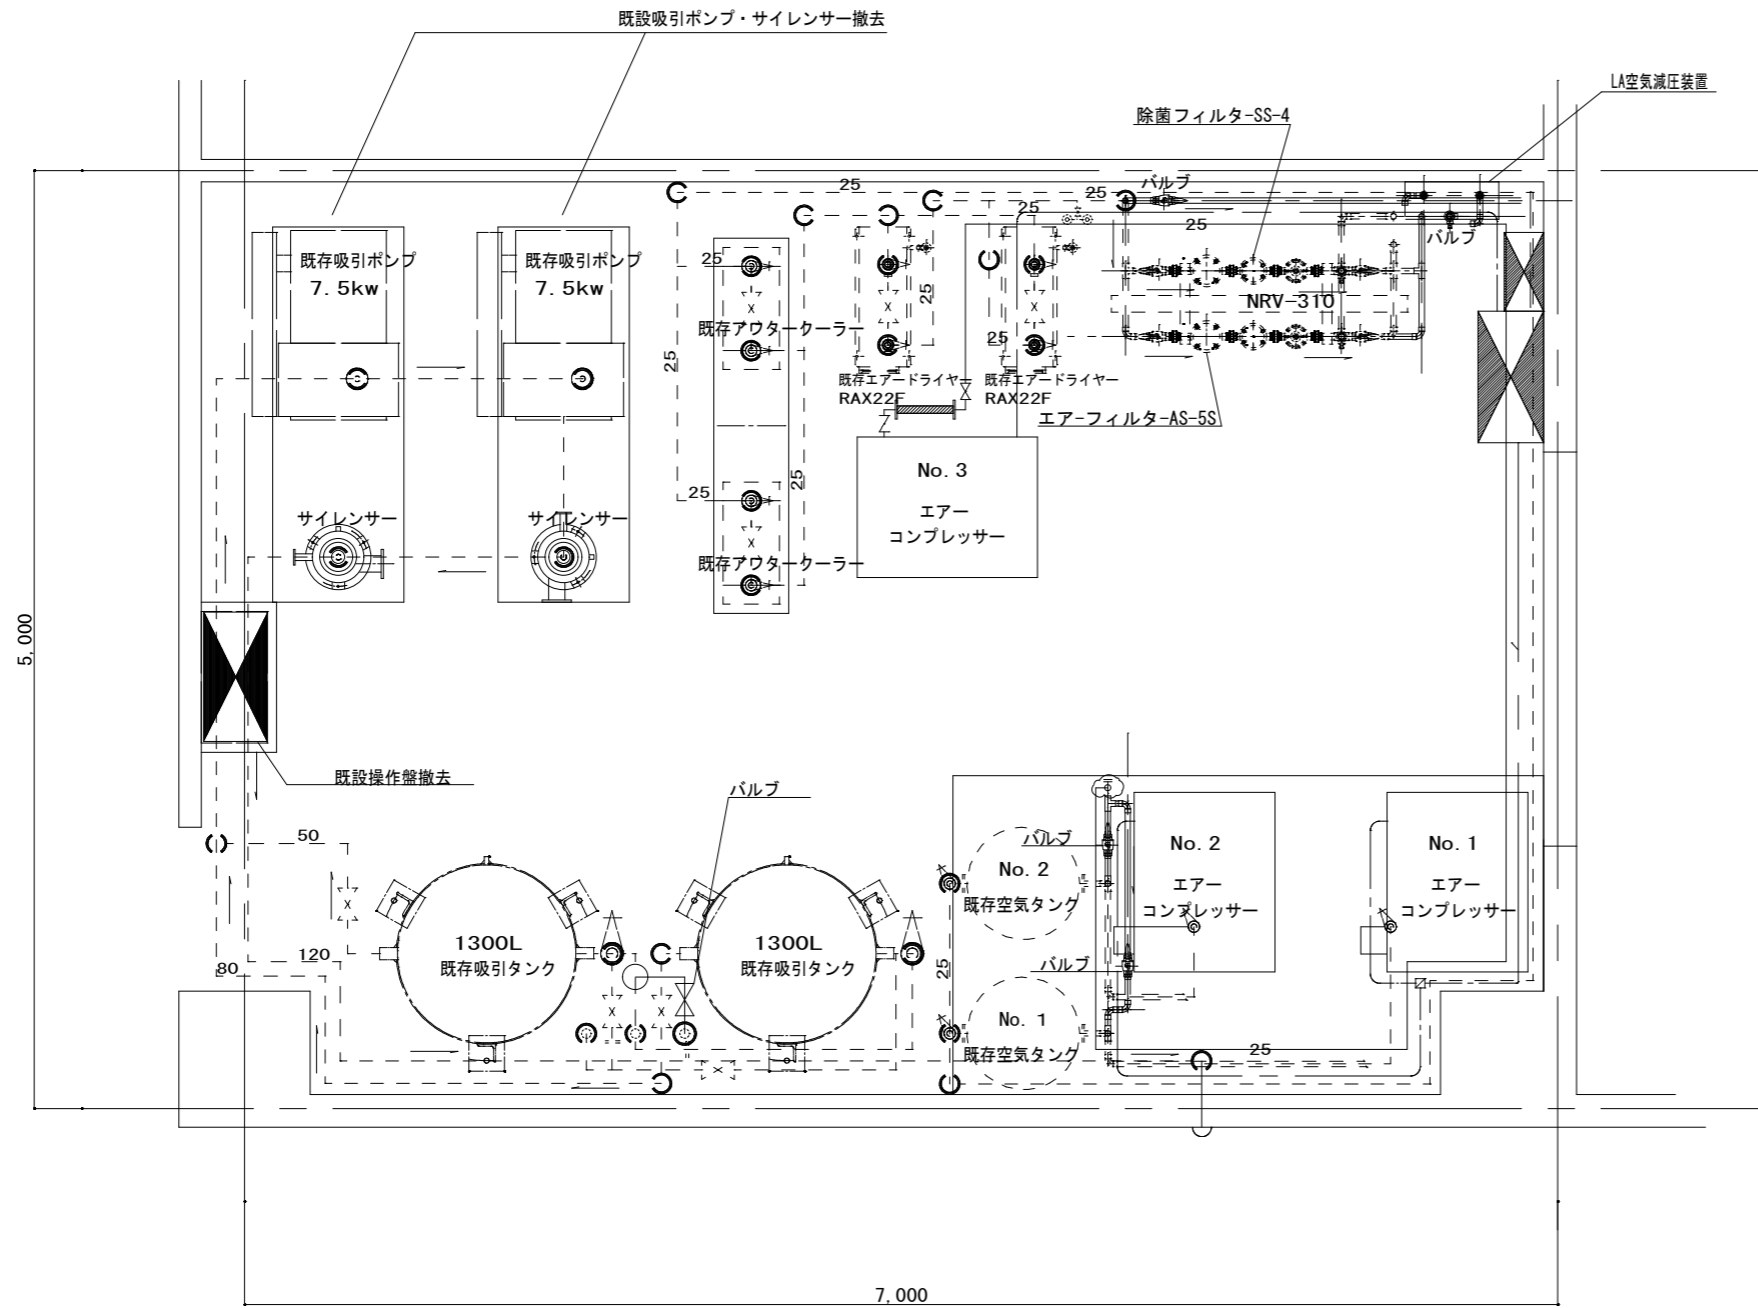 既設吸引ポンプ・サイレンサー撤去
LA空気減圧装置
除菌フィルタ-SS-4
25
25
バルブ
25
25
バルブ
既存吸引ポンプ
7.5kw
既存吸引ポンプ
7.5kw
25
25
NRV-310
既存アウタークーラー
25
25
既存エアードライヤー
RAX22F
既存エアードライヤー
RAX22F
エアーフィルタ-AS-5S
No.3
エアー
コンプレッサー
25
25
サイレンサー
サイレンサー
既存アウタークーラー
5,000
既設操作盤撤去
バルブ
50
バルブ
No.2
既存空気タンク
No.2
エアー
コンプレッサー
No.1
エアー
コンプレッサー
120
80
1300L
既存吸引タンク
1300L
既存吸引タンク
25
バルブ
No.1
既存空気タンク
25
7,000